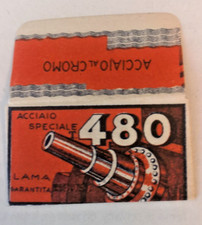 ACCIAIO AL CROMO
ACCIAIO
SPECIALE
480
LAMA
GARANTITA